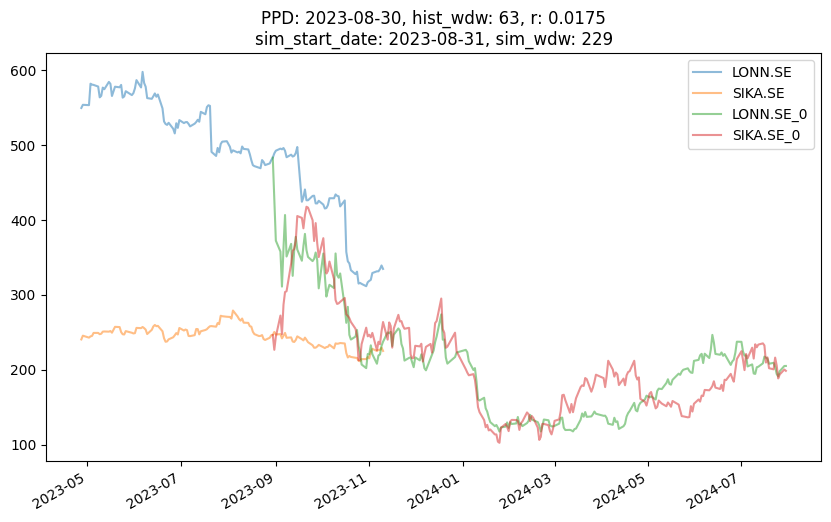 PPD: 2023-08-30, hist_wdw: 63, r: 0.0175
sim_start_date: 2023-08-31, sim_wdw: 229
LONN.SE
SIKA.SE
LONN.SE_0
SIKA.SE_0
600
500
400
300
200
100
2023-05
2023-07
2023-09
2023-11
2024-01
2024-03
2024-05
2024-07